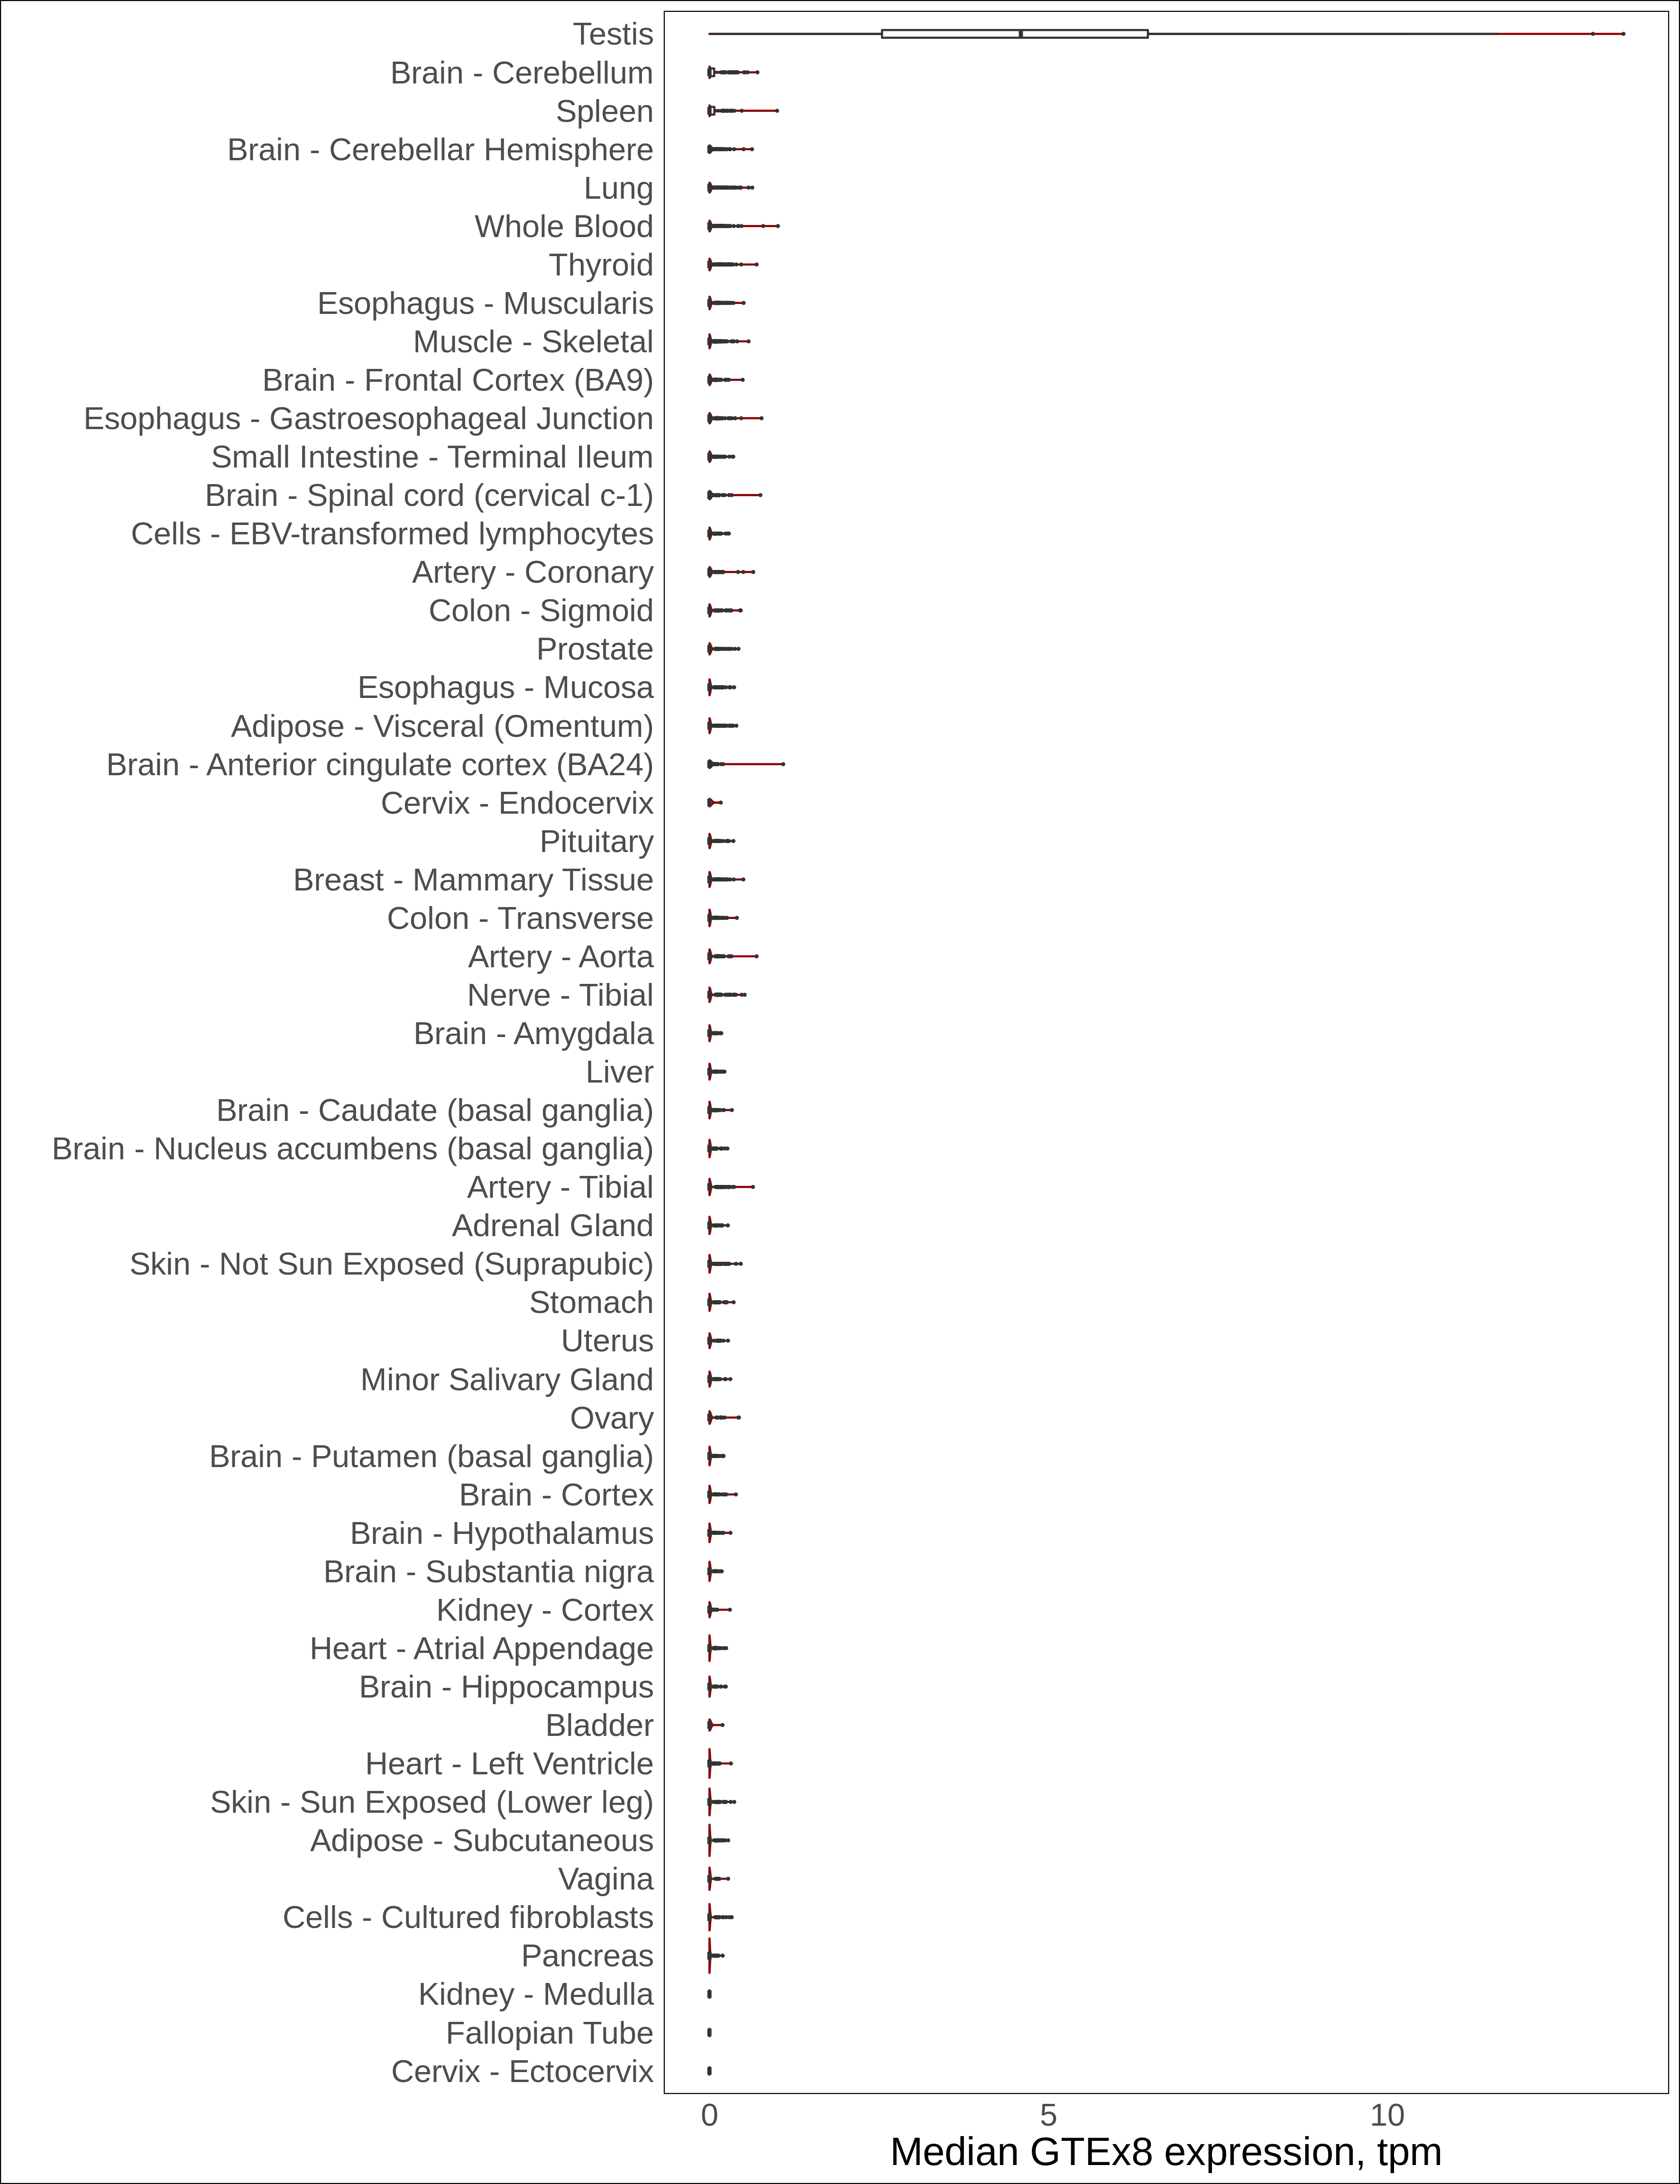 Testis
Brain - Cerebellum
Spleen
Brain - Cerebellar Hemisphere
Lung
Whole Blood
Thyroid
Esophagus - Muscularis
Muscle - Skeletal
Brain - Frontal Cortex (BA9)
Esophagus - Gastroesophageal Junction
Small Intestine - Terminal Ileum
Brain - Spinal cord (cervical c-1)
Cells - EBV-transformed lymphocytes
Artery - Coronary
Colon - Sigmoid
Prostate
Esophagus - Mucosa
Adipose - Visceral (Omentum)
Brain - Anterior cingulate cortex (BA24)
Cervix - Endocervix
Pituitary
Breast - Mammary Tissue
Colon - Transverse
Artery - Aorta
Nerve - Tibial
Brain - Amygdala
Liver
Brain - Caudate (basal ganglia)
Brain - Nucleus accumbens (basal ganglia)
Artery - Tibial
Adrenal Gland
Skin - Not Sun Exposed (Suprapubic)
Stomach
Uterus
Minor Salivary Gland
Ovary
Brain - Putamen (basal ganglia)
Brain - Cortex
Brain - Hypothalamus
Brain - Substantia nigra
Kidney - Cortex
Heart - Atrial Appendage
Brain - Hippocampus
Bladder
Heart - Left Ventricle
Skin - Sun Exposed (Lower leg)
Adipose - Subcutaneous
Vagina
Cells - Cultured fibroblasts
Pancreas
Kidney - Medulla
Fallopian Tube
Cervix - Ectocervix
0 5 10
Median GTEx8 expression, tpm